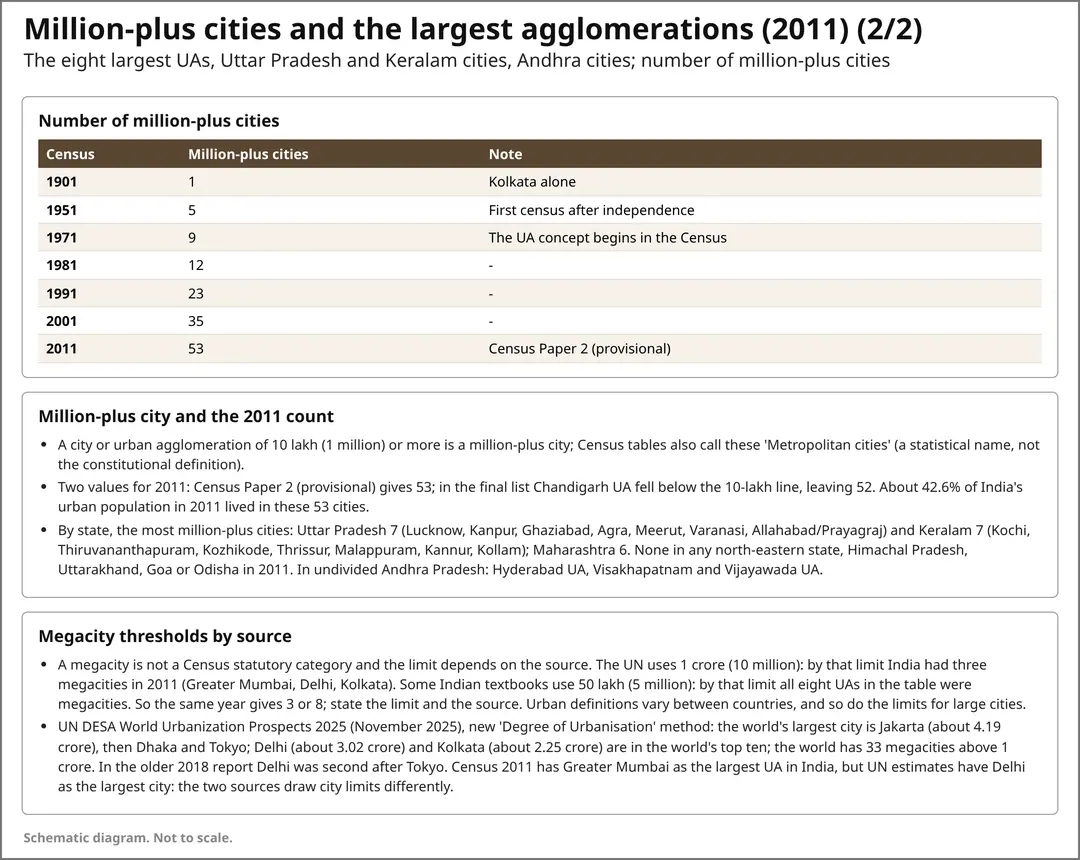 Million-plus cities and the largest agglomerations (2011) (2/2)
The eight largest UAs, Uttar Pradesh and Keralam cities, Andhra cities; number of million-plus cities
Number of million-plus cities
Census Million-plus cities Note
1901 1 Kolkata alone
1951 5 First census after independence
1971 9 The UA concept begins in the Census
1981 12 -
1991 23 -
2001 35 -
2011 53 Census Paper 2 (provisional)
Million-plus city and the 2011 count
• A city or urban agglomeration of 10 lakh (1 million) or more is a million-plus city; Census tables also call these 'Metropolitan cities' (a statistical name, not
the constitutional definition).
• Two values for 2011: Census Paper 2 (provisional) gives 53; in the final list Chandigarh UA fell below the 10-lakh line, leaving 52. About 42.6% of India's
urban population in 2011 lived in these 53 cities.
• By state, the most million-plus cities: Uttar Pradesh 7 (Lucknow, Kanpur, Ghaziabad, Agra, Meerut, Varanasi, Allahabad/Prayagraj) and Keralam 7 (Kochi,
Thiruvananthapuram, Kozhikode, Thrissur, Malappuram, Kannur, Kollam); Maharashtra 6. None in any north-eastern state, Himachal Pradesh,
Uttarakhand, Goa or Odisha in 2011. In undivided Andhra Pradesh: Hyderabad UA, Visakhapatnam and Vijayawada UA.
Megacity thresholds by source
• A megacity is not a Census statutory category and the limit depends on the source. The UN uses 1 crore (10 million): by that limit India had three
megacities in 2011 (Greater Mumbai, Delhi, Kolkata). Some Indian textbooks use 50 lakh (5 million): by that limit all eight UAs in the table were
megacities. So the same year gives 3 or 8; state the limit and the source. Urban definitions vary between countries, and so do the limits for large cities.
• UN DESA World Urbanization Prospects 2025 (November 2025), new 'Degree of Urbanisation' method: the world's largest city is Jakarta (about 4.19
crore), then Dhaka and Tokyo; Delhi (about 3.02 crore) and Kolkata (about 2.25 crore) are in the world's top ten; the world has 33 megacities above 1
crore. In the older 2018 report Delhi was second after Tokyo. Census 2011 has Greater Mumbai as the largest UA in India, but UN estimates have Delhi
as the largest city: the two sources draw city limits differently.
Schematic diagram. Not to scale.